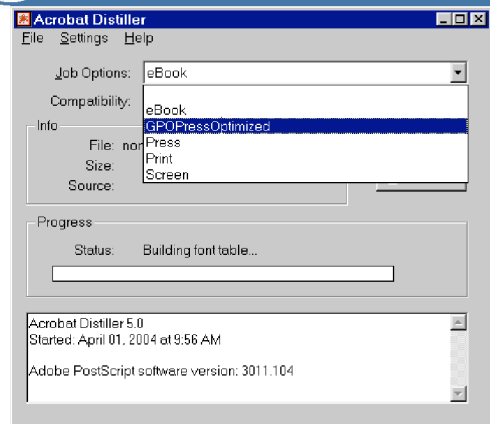 Acrobat Distiller
File Settings Help
Job Options: eBook
Compatibility:
eBook
GPOPressOptimized
Press
Print
Screen
Info
File: nor
Size:
Source:
Progress
Status: Building font table...
Acrobat Distiller 5.0
Started: April 01, 2004 at 9:56 AM
Adobe PostScript software version: 3011.104